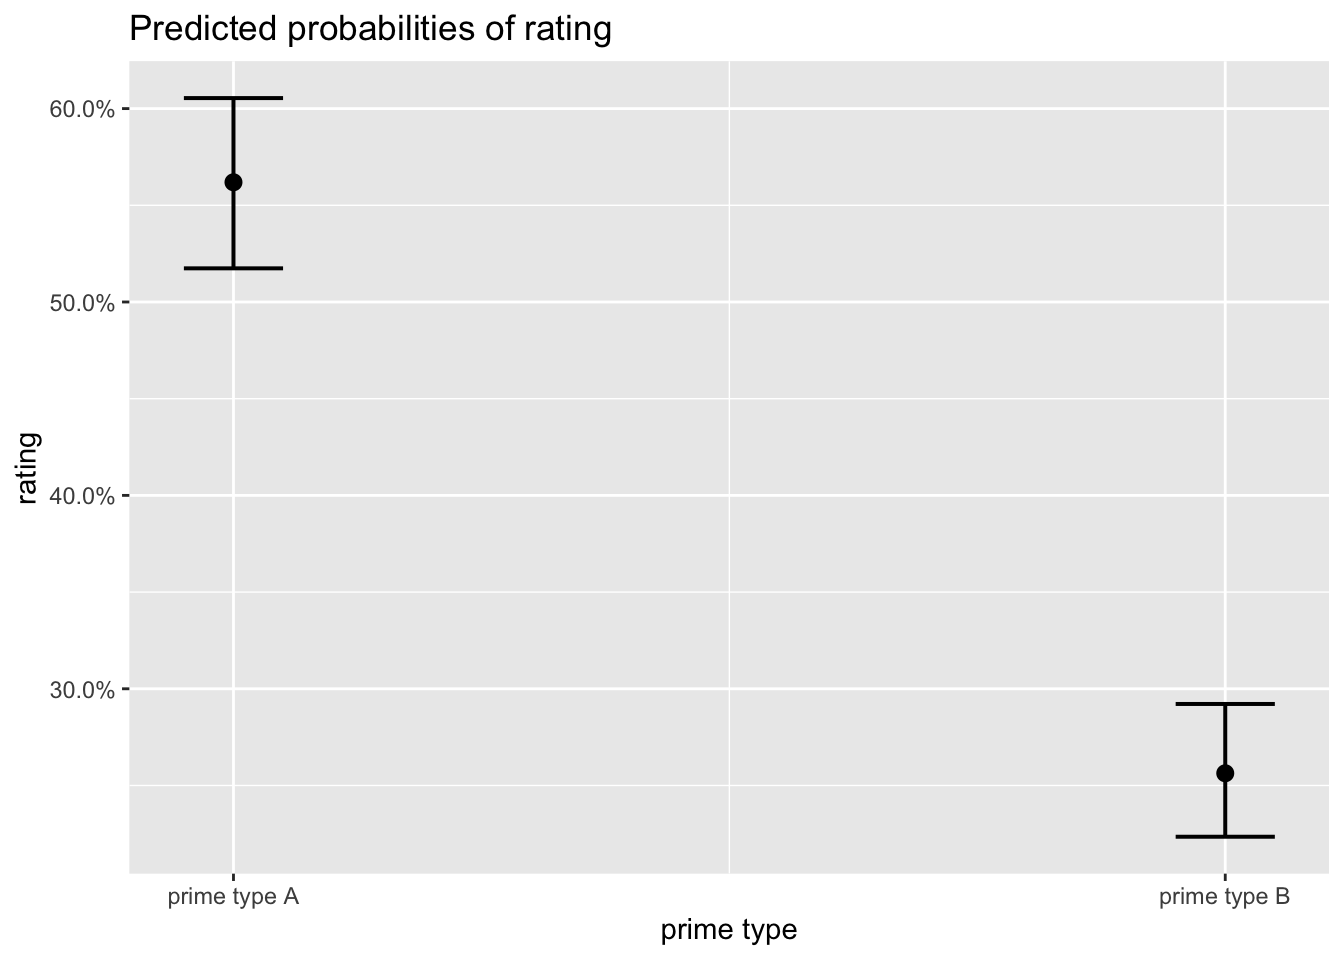 Predicted probabilities of rating
60.0%
50.0%
40.0%
30.0%
rating
prime type A
prime type B
prime type